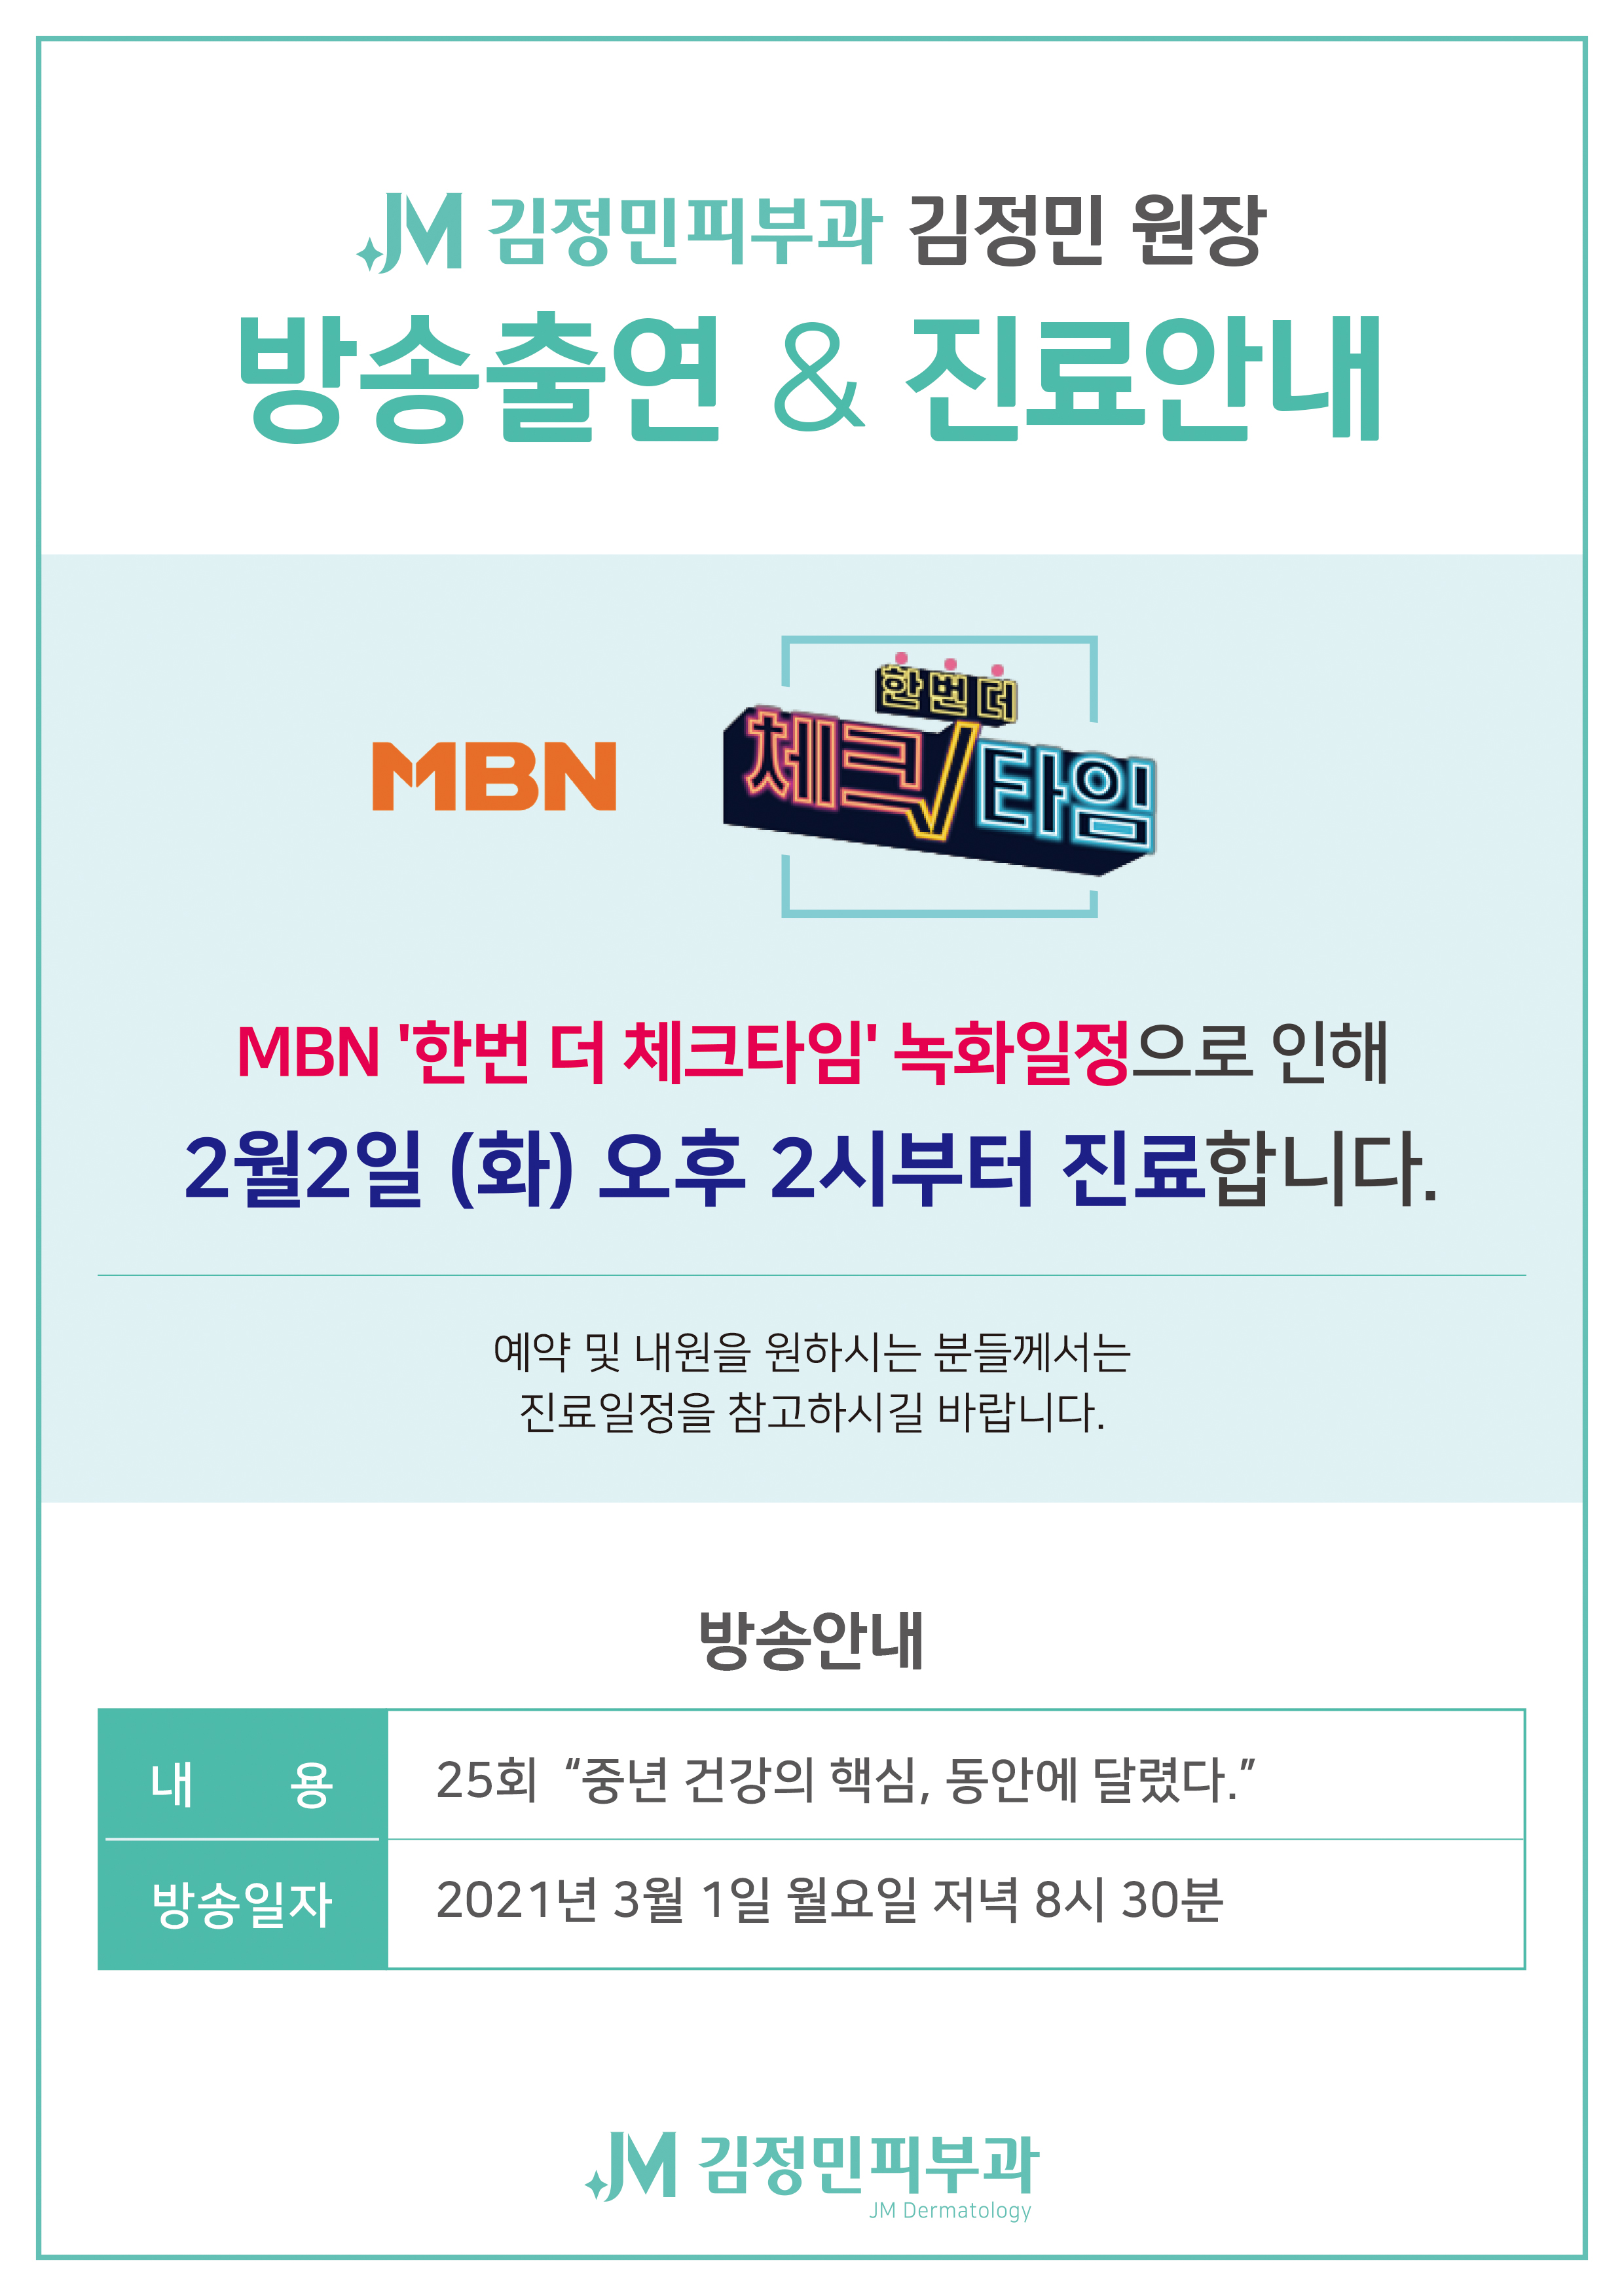 JM 김정민피부과 김정민 원장
방송출연 & 진료안내
MBN
한번 더
체크타임
MBN '한번 더 체크타임' 녹화일정으로 인해
2월2일 (화) 오후 2시부터 진료합니다.
예약 및 내원을 원하시는 분들께서는
진료일정을 참고하시길 바랍니다.
방송안내
내 용 25회 “중년 건강의 핵심, 동안에 달렸다.”
방송일자 2021년 3월 1일 월요일 저녁 8시 30분
JM 김정민피부과
JM Dermatology